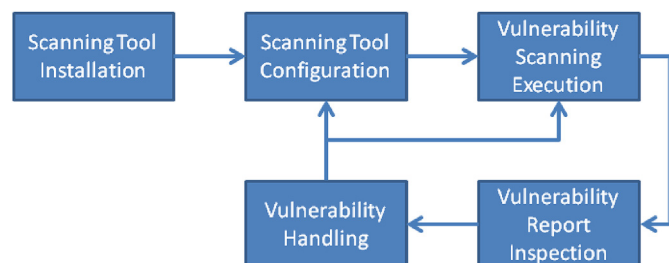 Scanning Tool
Installation
Scanning Tool
Configuration
Vulnerability
Scanning
Execution
Vulnerability
Handling
Vulnerability
Report
Inspection